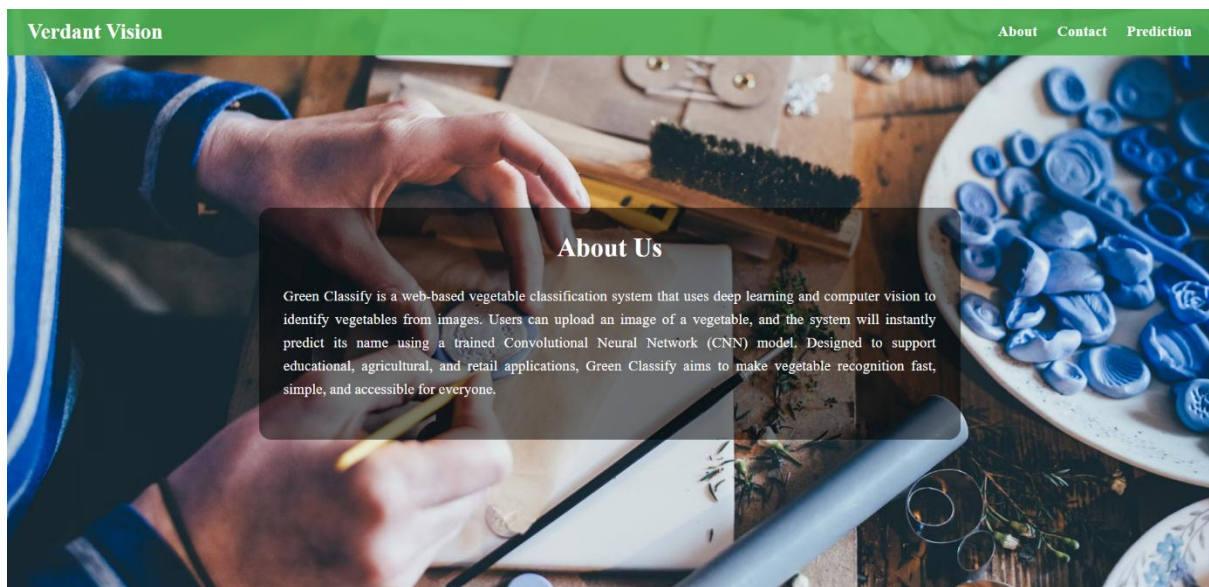 Verdant Vision
About Contact Prediction
About Us
Green Classify is a web-based vegetable classification system that uses deep learning and computer vision to
identify vegetables from images. Users can upload an image of a vegetable, and the system will instantly
predict its name using a trained Convolutional Neural Network (CNN) model. Designed to support
educational, agricultural, and retail applications, Green Classify aims to make vegetable recognition fast,
simple, and accessible for everyone.